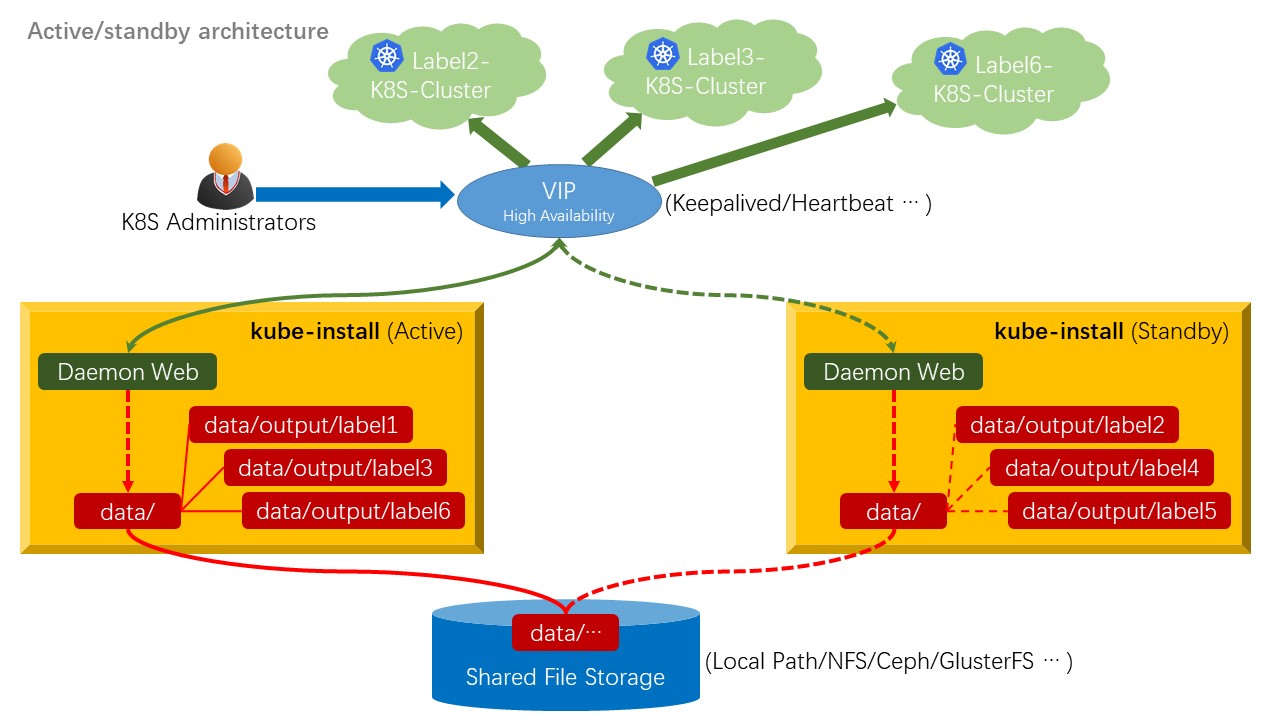 Active/standby architecture
Label2-
K8S-Cluster
Label3-
K8S-Cluster
Label6-
K8S-Cluster
K8S Administrators
VIP
High Availability
(Keepalived/Heartbeat ··· )
kube-install (Active)
Daemon Web
data/output/label1
data/output/label3
data/
data/output/label6
kube-install (Standby)
Daemon Web
data/output/label2
data/output/label4
data/
data/output/label5
data/···
Shared File Storage
(Local Path/NFS/Ceph/GlusterFS ··· )